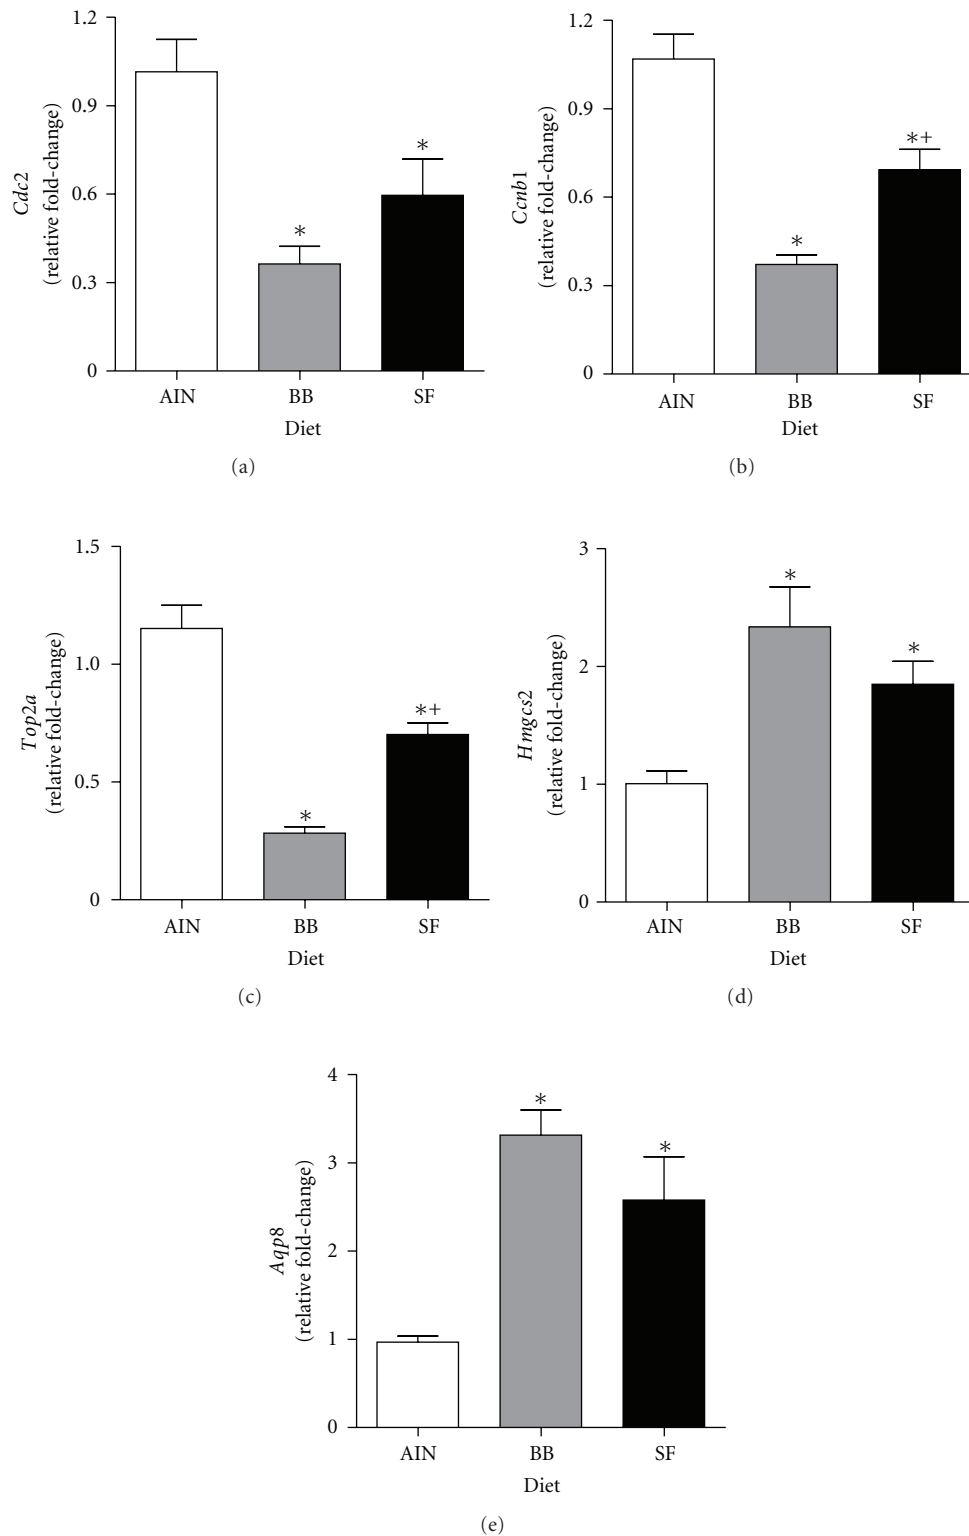 Cdc2
(relative fold-change)
1.2
0.9
0.6
0.3
0
*
*
AIN
BB
SF
Diet
(a)
Ccnb1
(relative fold-change)
1.2
0.9
0.6
0.3
0
*
*+
AIN
BB
SF
Diet
(b)
Top2a
(relative fold-change)
1.5
1.0
0.5
0
*
*+
AIN
BB
SF
Diet
(c)
Hmgcs2
(relative fold-change)
3
2
1
0
*
*
AIN
BB
SF
Diet
(d)
Aqp8
(relative fold-change)
4
3
2
1
0
*
*
AIN
BB
SF
Diet
(e)